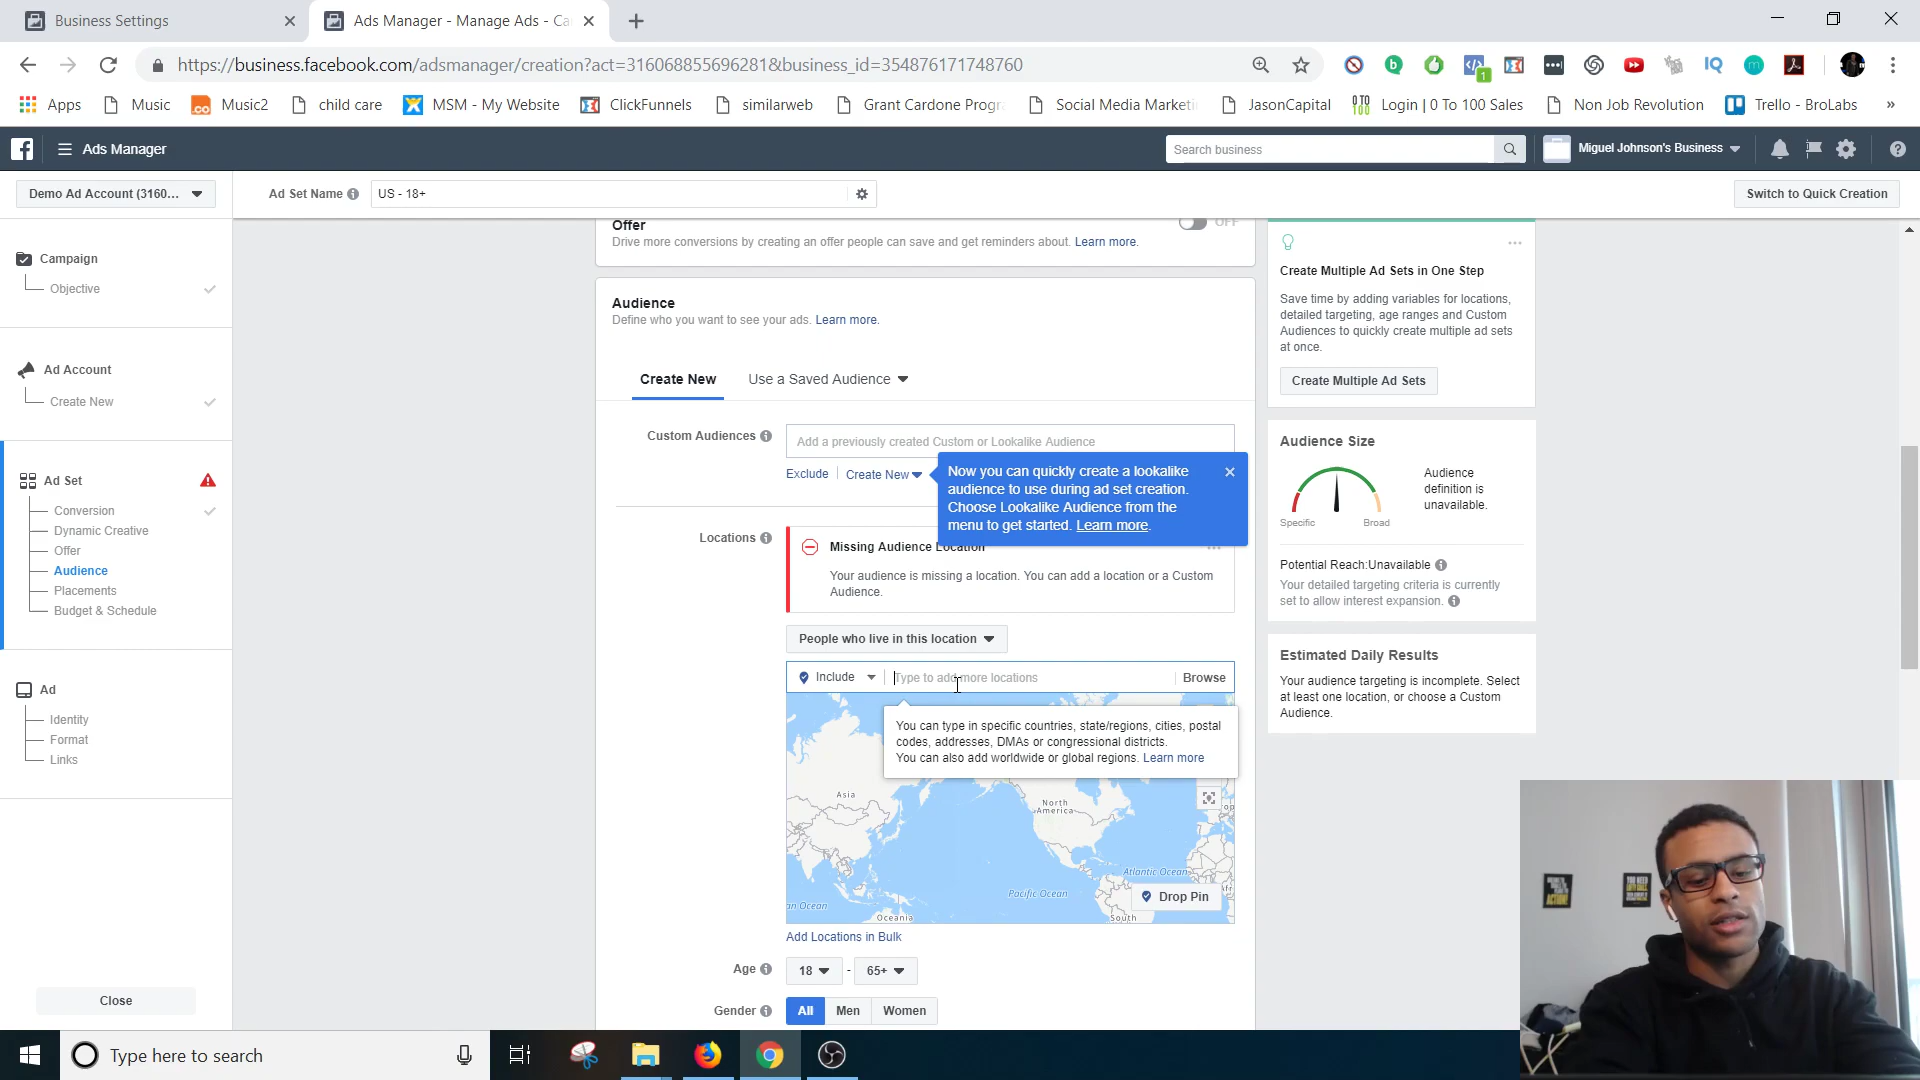 Business Settings
Ads Manager - Manage Ads - Ca
https://business.facebook.com/adsmanager/creation?act=316068855696281&business_id=354876171748760
Apps
Music
Music2
child care
MSM - My Website
ClickFunnels
similarweb
Grant Cardone Progra
Social Media Marketi
JasonCapital
Login | 0 To 100 Sales
Non Job Revolution
Trello - BroLabs
»
Ads Manager
Search business
Miguel Johnson's Business
Demo Ad Account (3160...
Ad Set Name
US - 18+
Switch to Quick Creation
Campaign
Objective
Ad Account
Create New
Ad Set
Conversion
Dynamic Creative
Offer
Audience
Placements
Budget & Schedule
Ad
Identity
Format
Links
Close
Offer
OFF
Drive more conversions by creating an offer people can save and get reminders about. Learn more.
Audience
Define who you want to see your ads. Learn more.
Create New
Use a Saved Audience
Custom Audiences
Add a previously created Custom or Lookalike Audience
Exclude
Create New
Now you can quickly create a lookalike
audience to use during ad set creation.
Choose Lookalike Audience from the
menu to get started. Learn more.
Locations
Missing Audience Location
Your audience is missing a location. You can add a location or a Custom
Audience.
People who live in this location
Include
Type to add more locations
Browse
You can type in specific countries, state/regions, cities, postal
codes, addresses, DMAs or congressional districts.
You can also add worldwide or global regions. Learn more
Asia
North
America
Atlantic Ocean
Pacific Ocean
an Ocean
Oceania
South
Drop Pin
Add Locations in Bulk
Age
18
-
65+
Gender
All
Men
Women
Create Multiple Ad Sets in One Step
Save time by adding variables for locations,
detailed targeting, age ranges and Custom
Audiences to quickly create multiple ad sets
at once.
Create Multiple Ad Sets
Audience Size
Specific
Broad
Audience
definition is
unavailable.
Potential Reach:Unavailable
Your detailed targeting criteria is currently
set to allow interest expansion.
Estimated Daily Results
Your audience targeting is incomplete. Select
at least one location, or choose a Custom
Audience.
Type here to search